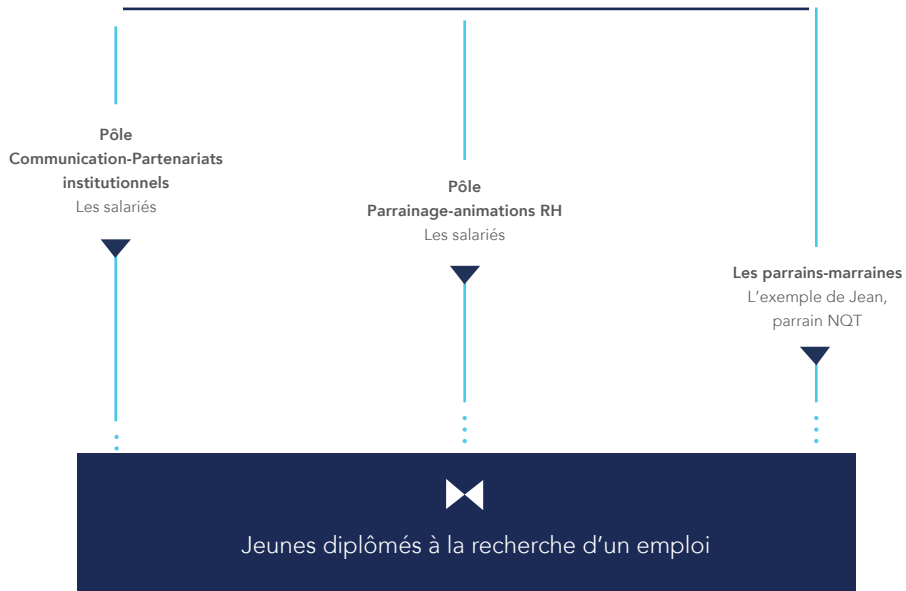 Pôle
Communication-Partenariats
institutionnels
Les salariés
Pôle
Parrainage-animations RH
Les salariés
Les parrains-marraines
L’exemple de Jean,
parrain NQT
Jeunes diplômés à la recherche d’un emploi